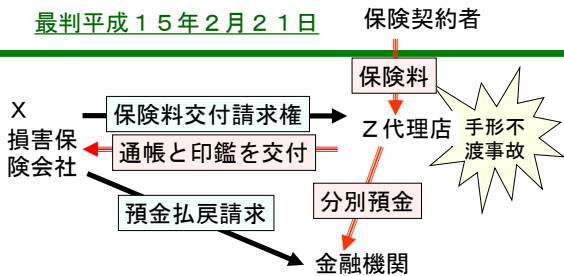 最判平成15年2月21日
保険契約者
保険料
X
損害保
険会社
保険料交付請求権
Z代理店
手形不
渡事故
通帳と印鑑を交付
分別預金
預金払戻請求
金融機関